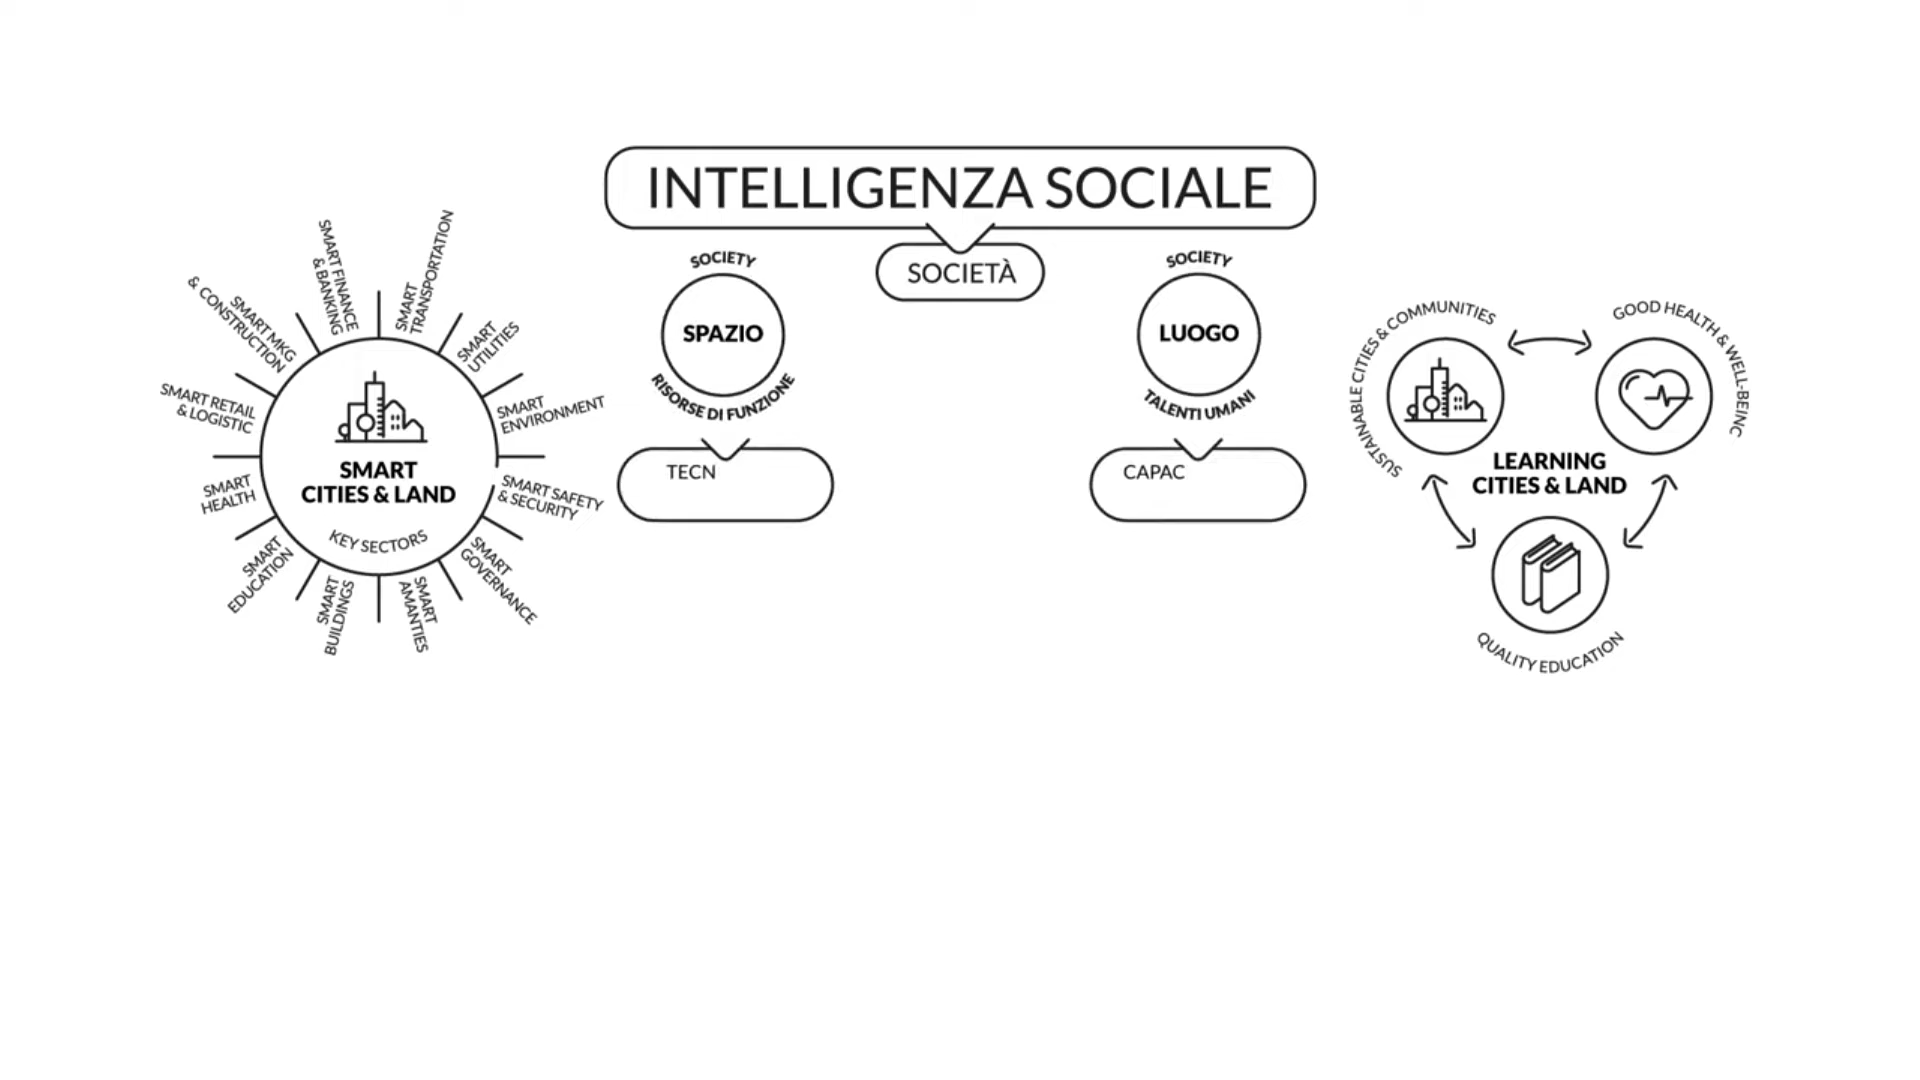 INTELLIGENZA SOCIALE
SOCIETÀ
SMART FINANCE
& BANKING
SMART
TRANSPORTATION
SMART
UTILITIES
SMART
ENVIRONMENT
SMART SAFETY
& SECURITY
SMART
GOVERNANCE
SMART
AMANTIES
SMART
BUILDINGS
SMART
EDUCATION
SMART
HEALTH
SMART RETAIL
& LOGISTIC
SMART MKG
& CONSTRUCTION
SMART
CITIES & LAND
KEY SECTORS
SOCIETY
SPAZIO
RISORSE DI FUNZIONE
TECN
SOCIETY
LUOGO
TALENTI UMANI
CAPAC
SUSTAINABLE CITIES & COMMUNITIES
GOOD HEALTH & WELL-BEINC
LEARNING
CITIES & LAND
QUALITY EDUCATION